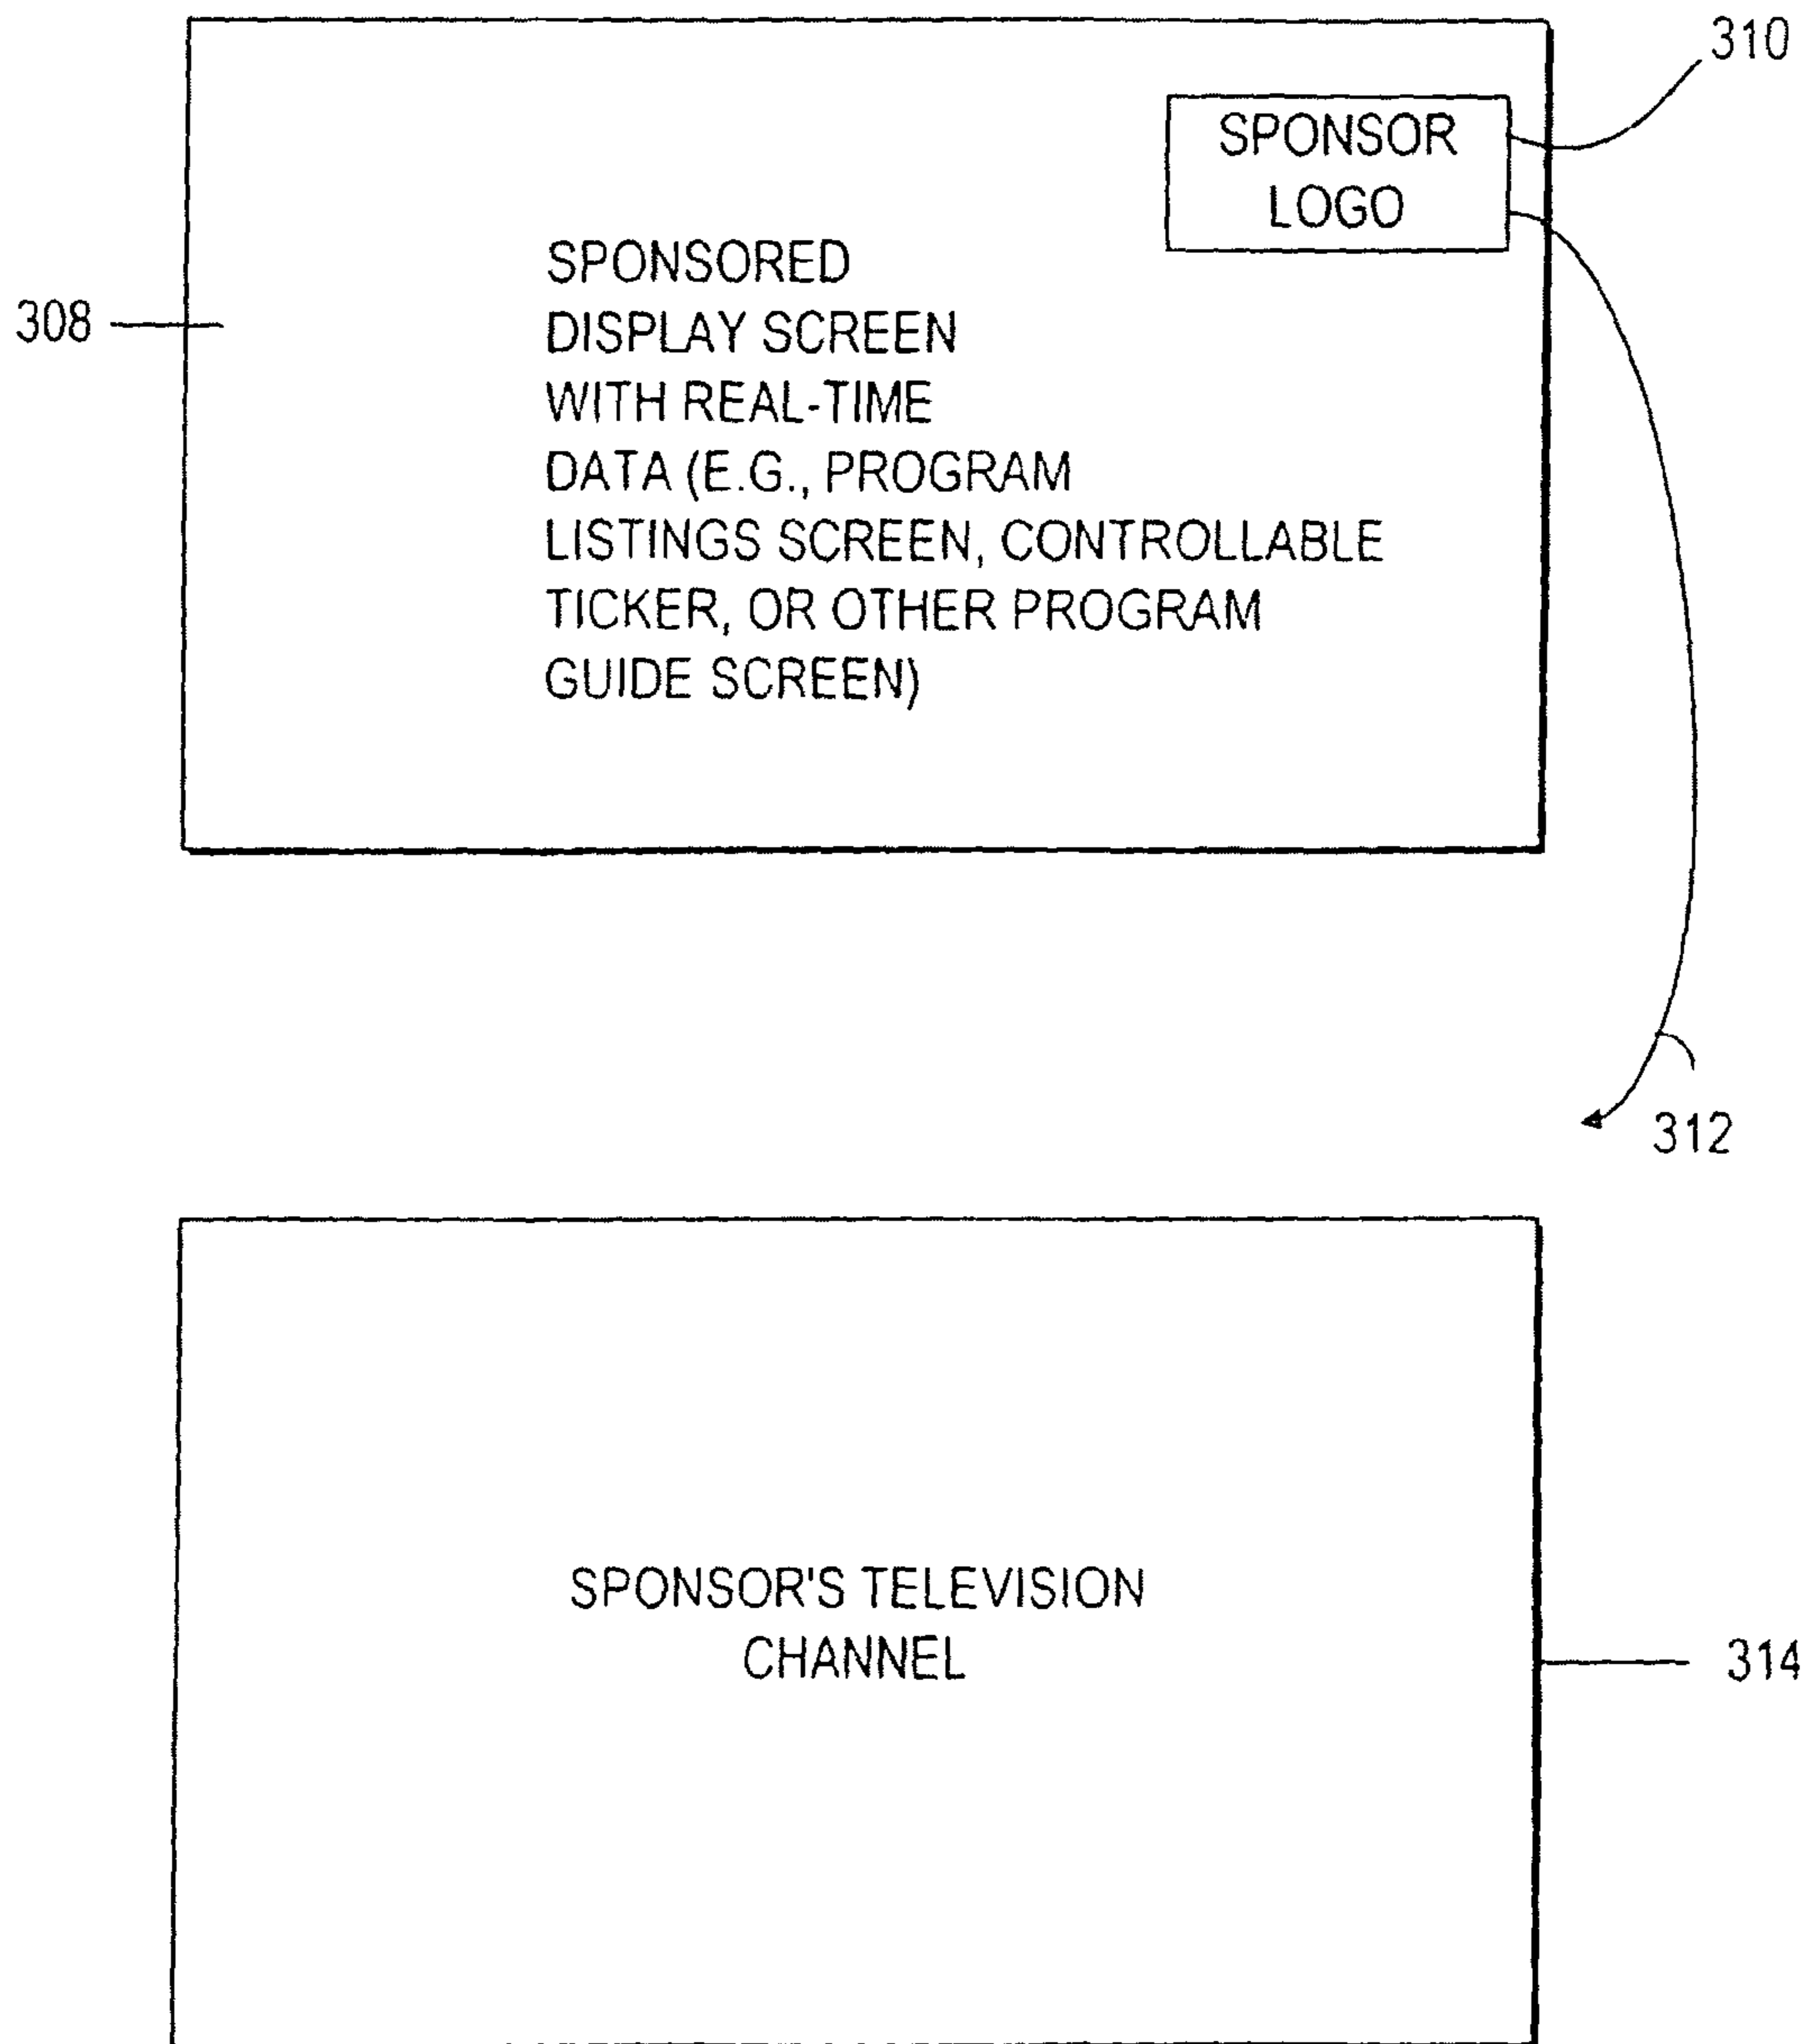 310
SPONSOR
LOGO
308
SPONSORED
DISPLAY SCREEN
WITH REAL-TIME
DATA (E.G., PROGRAM
LISTINGS SCREEN, CONTROLLABLE
TICKER, OR OTHER PROGRAM
GUIDE SCREEN)
312
SPONSOR'S TELEVISION
CHANNEL
314